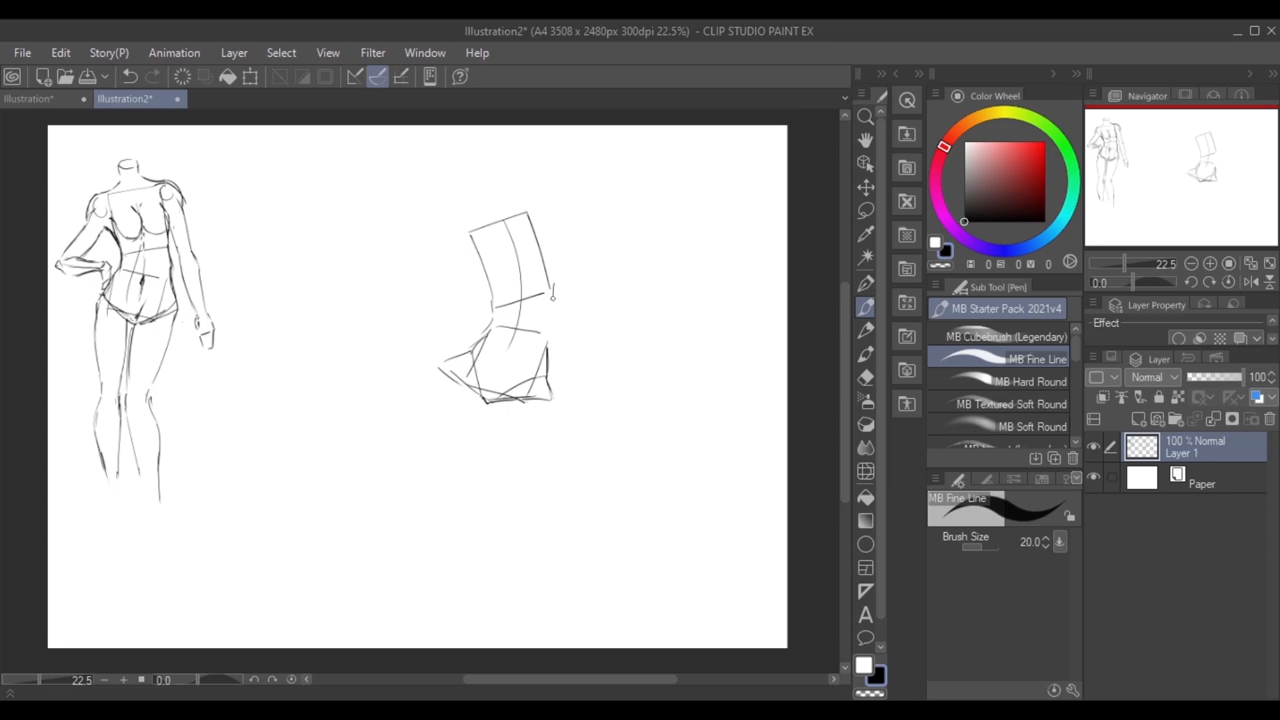 Illustration2* (A4 3508 x 2480px 300dpi 22.5%) - CLIP STUDIO PAINT EX
File Edit Story(P) Animation Layer Select View Filter Window Help
Illustration* Illustration2*
Color Wheel
H 0 S 0 V 0
Sub Tool [Pen]
MB Starter Pack 2021v4
MB Cubebrush (Legendary)
MB Fine Line
MB Hard Round
MB Textured Soft Round
MB Soft Round
MB Fine Line
Brush Size 20.0
Navigator
22.5
0.0
Layer Property
Effect
Layer
Normal 100
100 % Normal
Layer 1
Paper
A
22.5 0.0